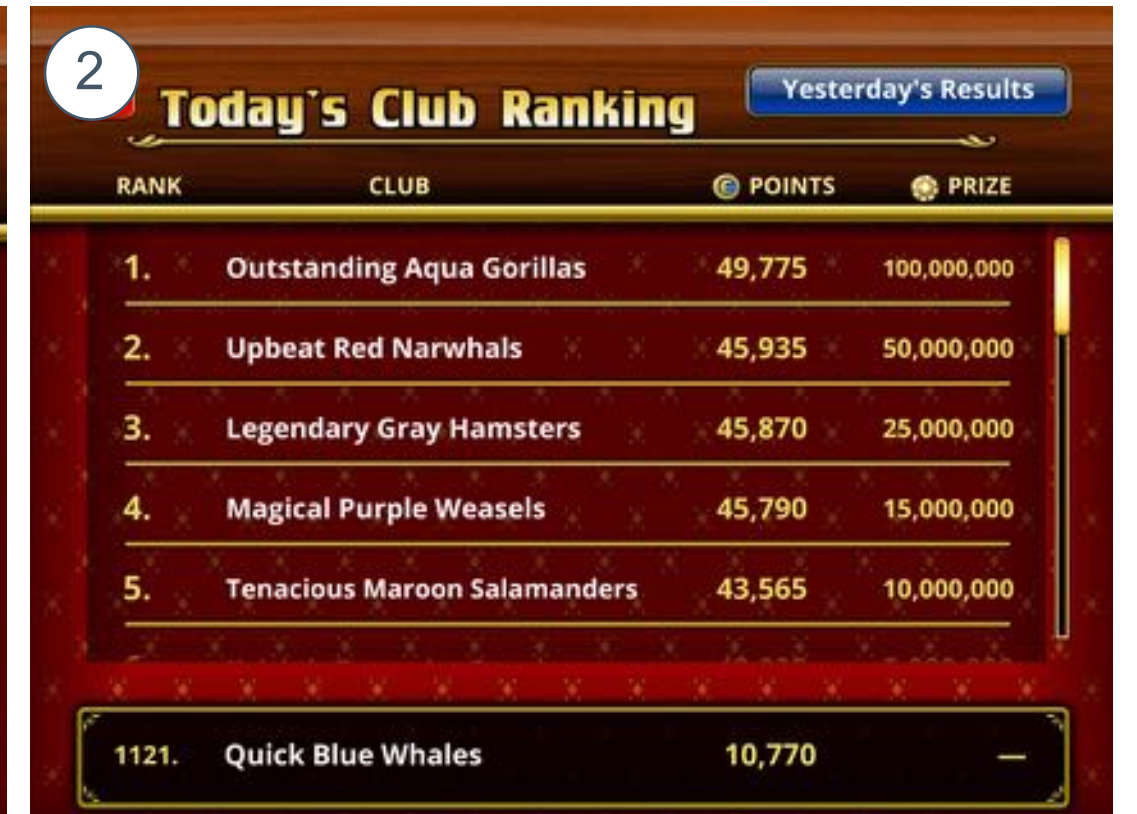 2
Today's Club Ranking
Yesterday's Results
RANK CLUB POINTS PRIZE
1. Outstanding Aqua Gorillas 49,775 100,000,000
2. Upbeat Red Narwhals 45,935 50,000,000
3. Legendary Gray Hamsters 45,870 25,000,000
4. Magical Purple Weasels 45,790 15,000,000
5. Tenacious Maroon Salamanders 43,565 10,000,000
1121. Quick Blue Whales 10,770 —